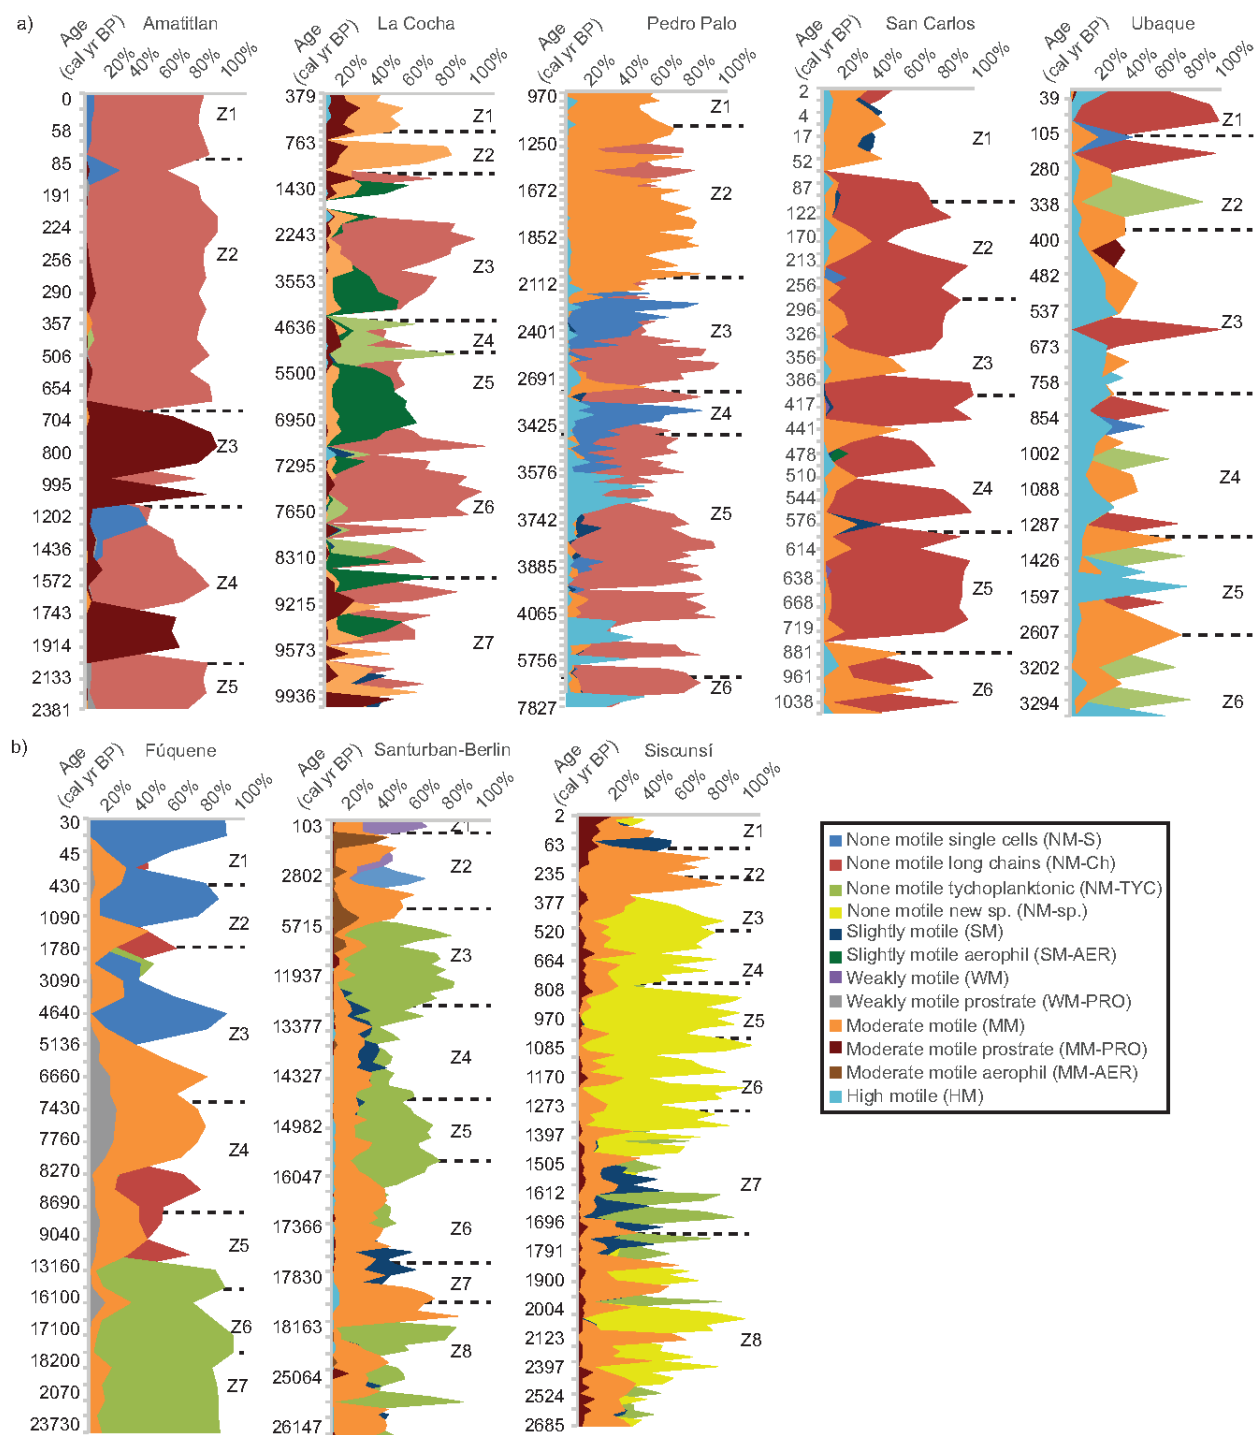 a)
Amatitlan
Age
(cal yr BP)
20%
40%
60%
80%
100%
0
58
85
191
224
256
290
357
506
654
704
800
995
1202
1436
1572
1743
1914
2133
2381
Z1
Z2
Z3
Z4
Z5
La Cocha
Age
(cal yr BP)
20%
40%
60%
80%
100%
379
763
1430
2243
3553
4636
5500
6950
7295
7650
8310
9215
9573
9936
Z1
Z2
Z3
Z4
Z5
Z6
Z7
Pedro Palo
Age
(cal yr BP)
20%
40%
60%
80%
100%
970
1250
1672
1852
2112
2401
2691
3425
3576
3742
3885
4065
5756
7827
Z1
Z2
Z3
Z4
Z5
Z6
San Carlos
Age
(cal yr BP)
20%
40%
60%
80%
100%
2
4
17
52
87
122
170
213
256
296
326
356
386
417
441
478
510
544
576
614
638
668
719
881
961
1038
Z1
Z2
Z3
Z4
Z5
Z6
Ubaque
Age
(cal yr BP)
20%
40%
60%
80%
100%
39
105
280
338
400
482
537
673
758
854
1002
1088
1287
1426
1597
2607
3202
3294
Z1
Z2
Z3
Z4
Z5
Z6
b)
Fúquene
Age
(cal yr BP)
20%
40%
60%
80%
100%
30
45
430
1090
1780
3090
4640
5136
6660
7430
7760
8270
8690
9040
13160
16100
17100
18200
2070
23730
Z1
Z2
Z3
Z4
Z5
Z6
Z7
Santurban-Berlin
Age
(cal yr BP)
20%
40%
60%
80%
100%
103
2802
5715
11937
13377
14327
14982
16047
17366
17830
18163
25064
26147
Z1
Z2
Z3
Z4
Z5
Z6
Z7
Z8
Siscunsí
Age
(cal yr BP)
20%
40%
60%
80%
100%
2
63
235
377
520
664
808
970
1085
1170
1273
1397
1505
1612
1696
1791
1900
2004
2123
2397
2524
2685
Z1
Z2
Z3
Z4
Z5
Z6
Z7
Z8
None motile single cells (NM-S)
None motile long chains (NM-Ch)
None motile tychoplanktonic (NM-TYC)
None motile new sp. (NM-sp.)
Slightly motile (SM)
Slightly motile aerophil (SM-AER)
Weakly motile (WM)
Weakly motile prostrate (WM-PRO)
Moderate motile (MM)
Moderate motile prostrate (MM-PRO)
Moderate motile aerophil (MM-AER)
High motile (HM)